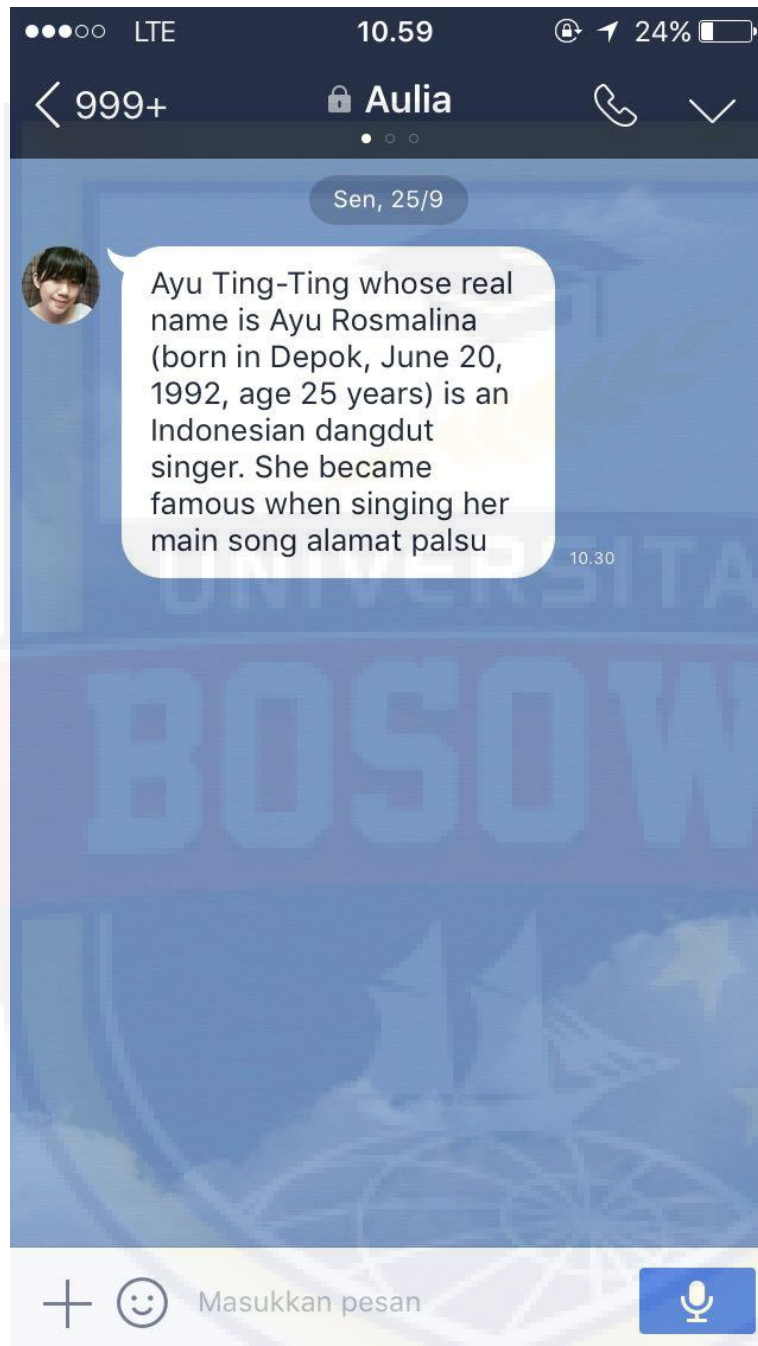 LTE 10.59 24%
999+ Aulia
Sen, 25/9
Ayu Ting-Ting whose real
name is Ayu Rosmalina
(born in Depok, June 20,
1992, age 25 years) is an
Indonesian dangdut
singer. She became
famous when singing her
main song alamat palsu
10.30
UNIVERSITA
BOSOW
Masukkan pesan